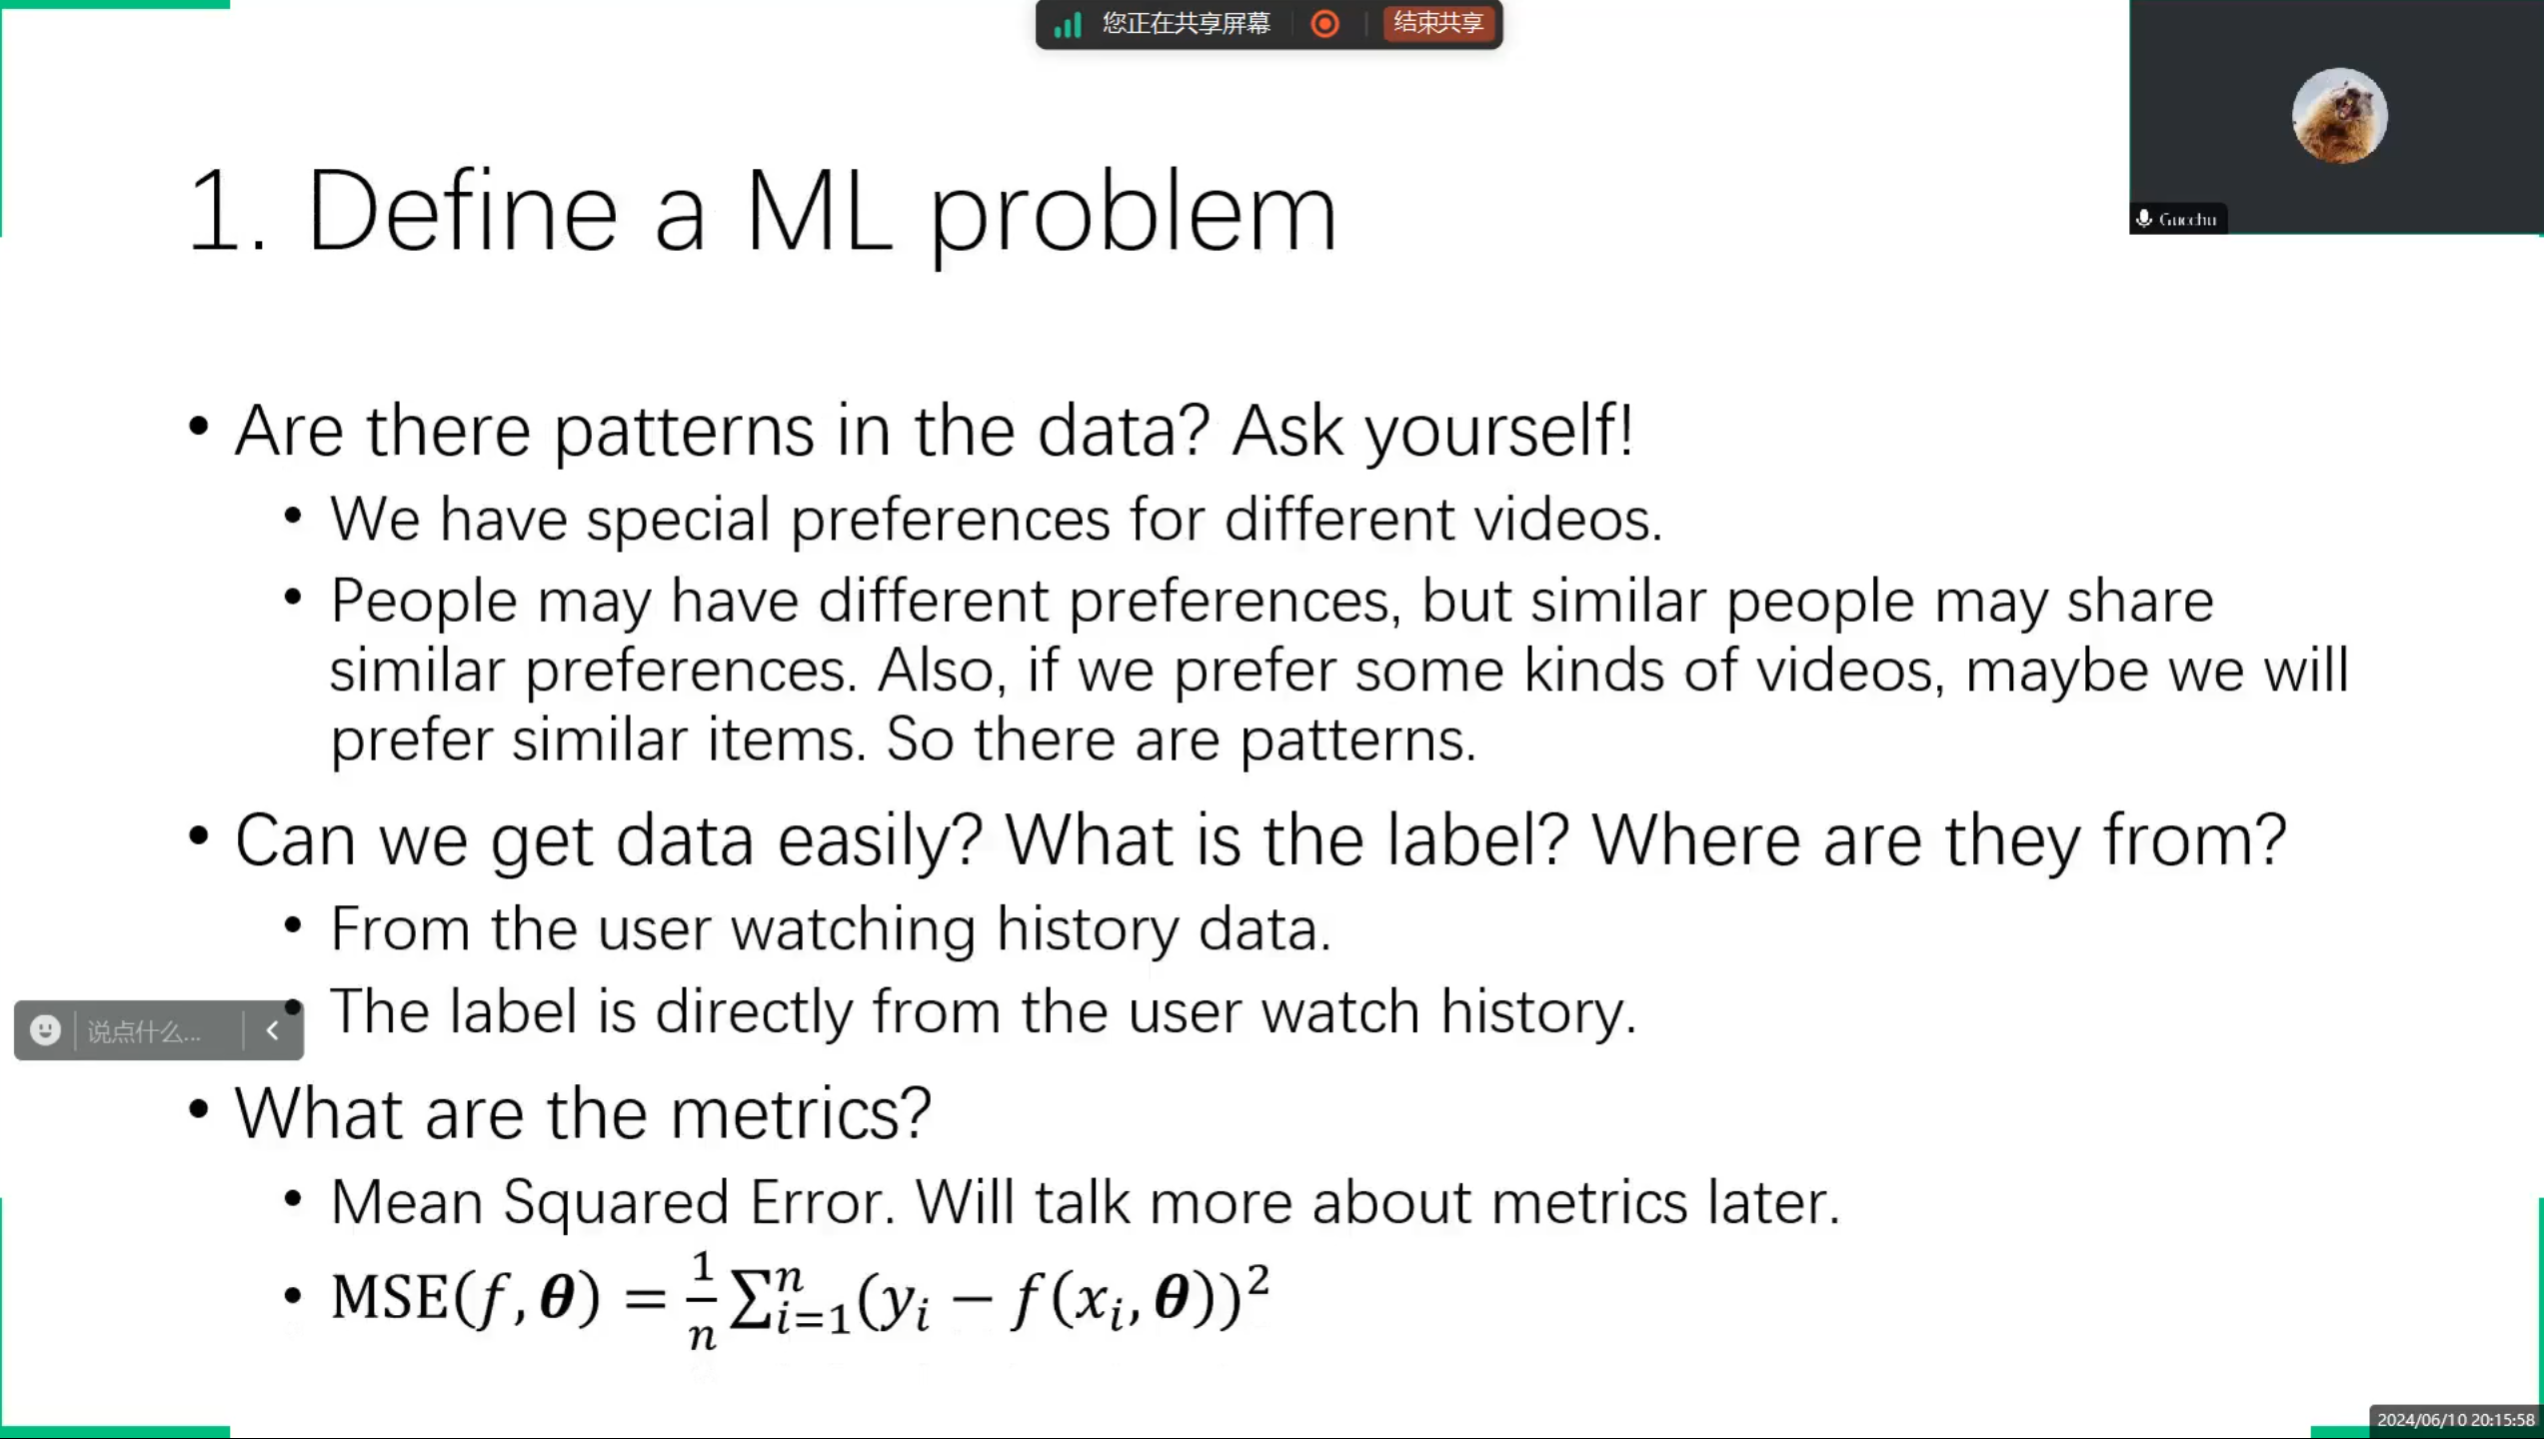 您正在共享屏幕
结束共享
Guochu
1. Define a ML problem
• Are there patterns in the data? Ask yourself!
• We have special preferences for different videos.
• People may have different preferences, but similar people may share
similar preferences. Also, if we prefer some kinds of videos, maybe we will
prefer similar items. So there are patterns.
• Can we get data easily? What is the label? Where are they from?
• From the user watching history data.
• The label is directly from the user watch history.
说点什么...
• What are the metrics?
• Mean Squared Error. Will talk more about metrics later.
• MSE(f, θ) = \frac{1}{n} ∑_{i=1}^{n} (y_i − f(x_i, θ))^2
2024/06/10 20:15:58